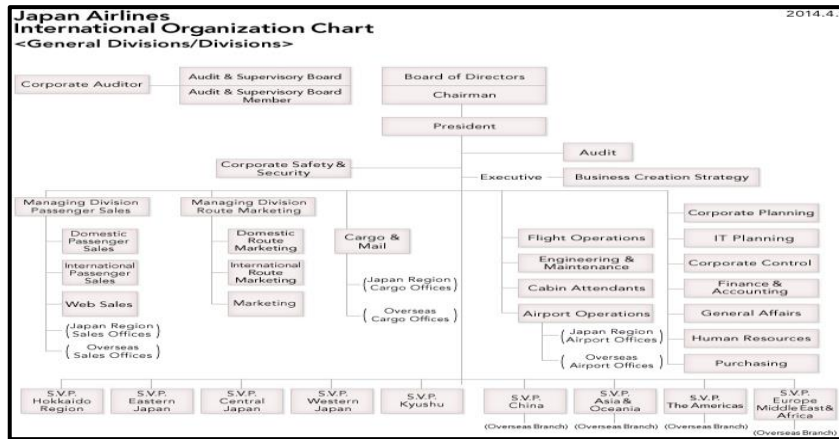 Japan Airlines
International Organization Chart
<General Divisions/Divisions>
2014.4.
Corporate Auditor
Audit & Supervisory Board
Audit & Supervisory Board
Member
Board of Directors
Chairman
President
Audit
Corporate Safety &
Security
Executive
Business Creation Strategy
Managing Division
Passenger Sales
Domestic
Passenger
Sales
International
Passenger
Sales
Web Sales
(Japan Region
Sales Offices)
(Overseas
Sales Offices)
Managing Division
Route Marketing
Domestic
Route
Marketing
International
Route
Marketing
Marketing
Cargo &
Mail
(Japan Region
Cargo Offices)
(Overseas
Cargo Offices)
Flight Operations
Engineering &
Maintenance
Cabin Attendants
Airport Operations
(Japan Region
Airport Offices)
(Overseas
Airport Offices)
Corporate Planning
IT Planning
Corporate Control
Finance &
Accounting
General Affairs
Human Resources
Purchasing
S.V.P.
Hokkaido
Region
S.V.P.
Eastern
Japan
S.V.P.
Central
Japan
S.V.P.
Western
Japan
S.V.P.
Kyushu
S.V.P.
China
(Overseas Branch)
S.V.P.
Asia &
Oceania
(Overseas Branch)
S.V.P.
The Americas
(Overseas Branch)
S.V.P.
Europe
Middle East&
Africa
(Overseas Branch)